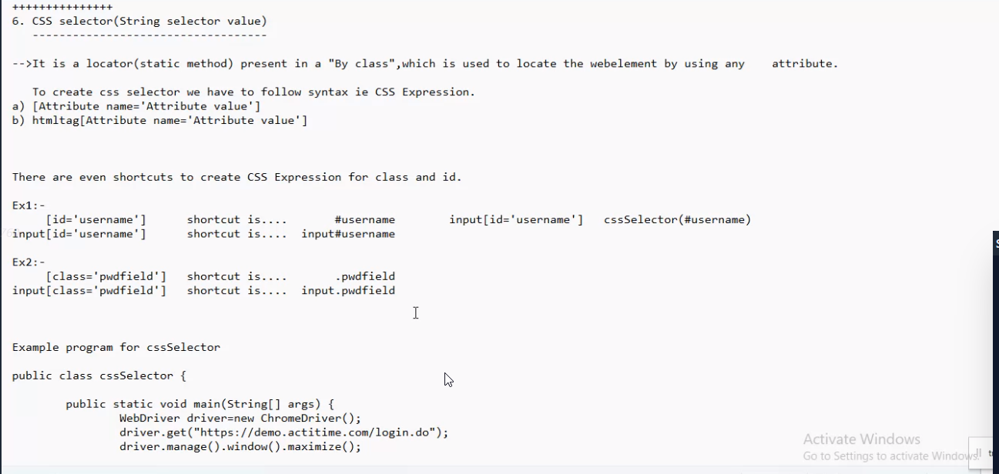 +++++++++++++++
6. CSS selector(String selector value)
-----------------------------------
-->It is a locator(static method) present in a "By class",which is used to locate the webelement by using any    attribute.
To create css selector we have to follow syntax ie CSS Expression.
a) [Attribute name='Attribute value']
b) htmltag[Attribute name='Attribute value']
There are even shortcuts to create CSS Expression for class and id.
Ex1:-
[id='username']      shortcut is....       #username        input[id='username']   cssSelector(#username)
input[id='username']      shortcut is....  input#username
Ex2:-
[class='pwdfield']   shortcut is....       .pwdfield
input[class='pwdfield']   shortcut is....  input.pwdfield
Example program for cssSelector
public class cssSelector {
public static void main(String[] args) {
WebDriver driver=new ChromeDriver();
driver.get("https://demo.actitime.com/login.do");
driver.manage().window().maximize();
Activate Windows
Go to Settings to activate Windows.